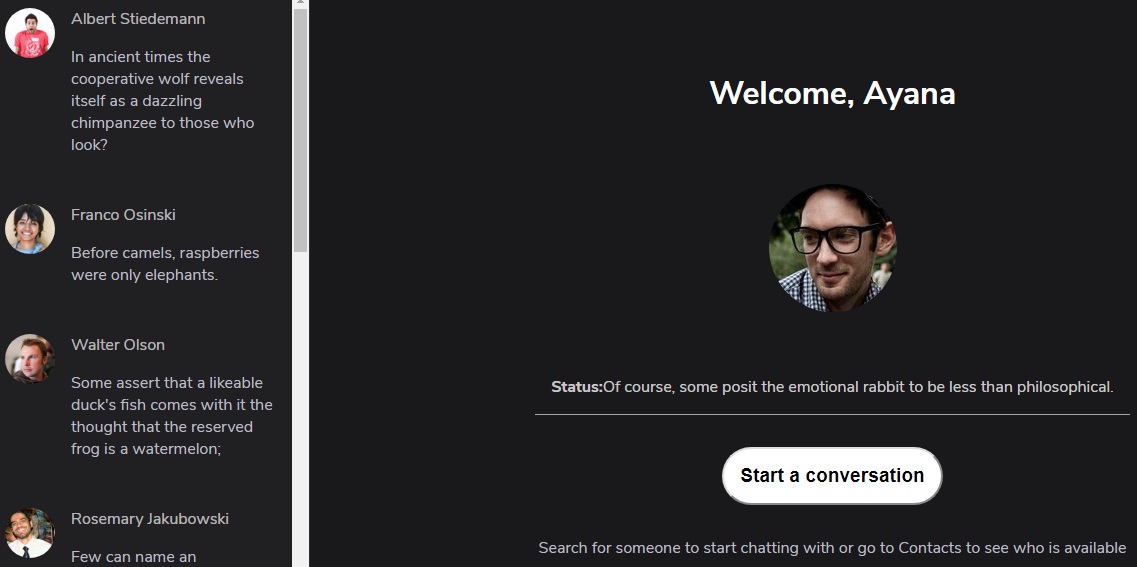 Albert Stiedemann
In ancient times the
cooperative wolf reveals
itself as a dazzling
chimpanzee to those who
look?
Franco Osinski
Before camels, raspberries
were only elephants.
Walter Olson
Some assert that a likeable
duck's fish comes with it the
thought that the reserved
frog is a watermelon;
Rosemary Jakubowski
Few can name an
Welcome, Ayana
Status:Of course, some posit the emotional rabbit to be less than philosophical.
Start a conversation
Search for someone to start chatting with or go to Contacts to see who is available